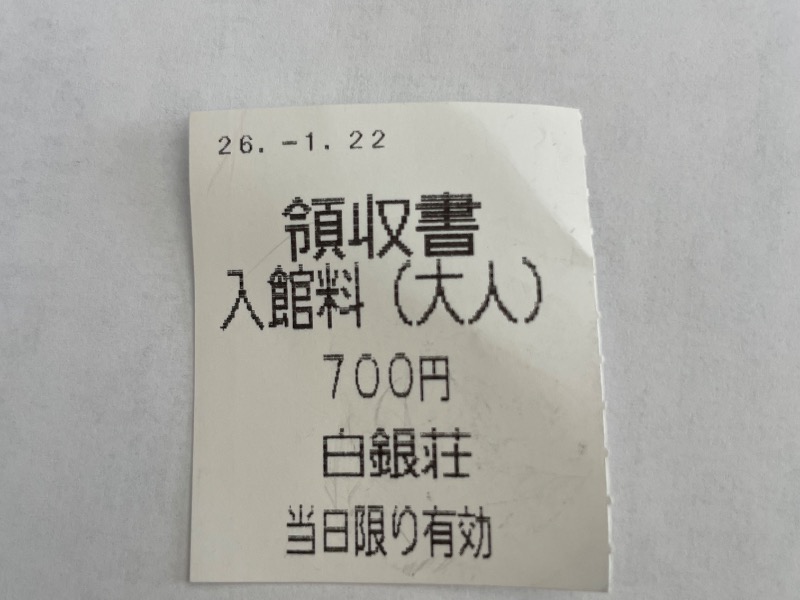 26.-1.22
領収書
入館料(大人)
700円
白銀荘
当日限り有効